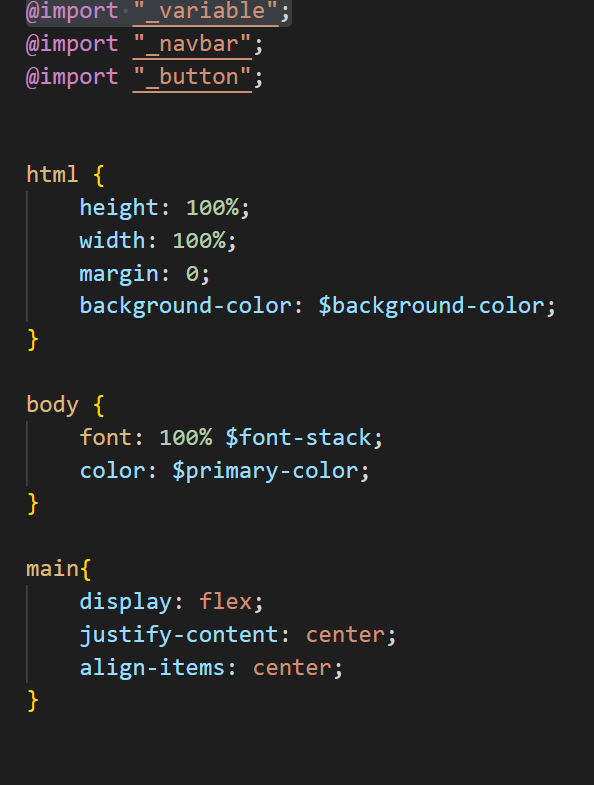 @import "_variable";
@import "_navbar";
@import "_button";
html {
height: 100%;
width: 100%;
margin: 0;
background-color: $background-color;
}
body {
font: 100% $font-stack;
color: $primary-color;
}
main{
display: flex;
justify-content: center;
align-items: center;
}